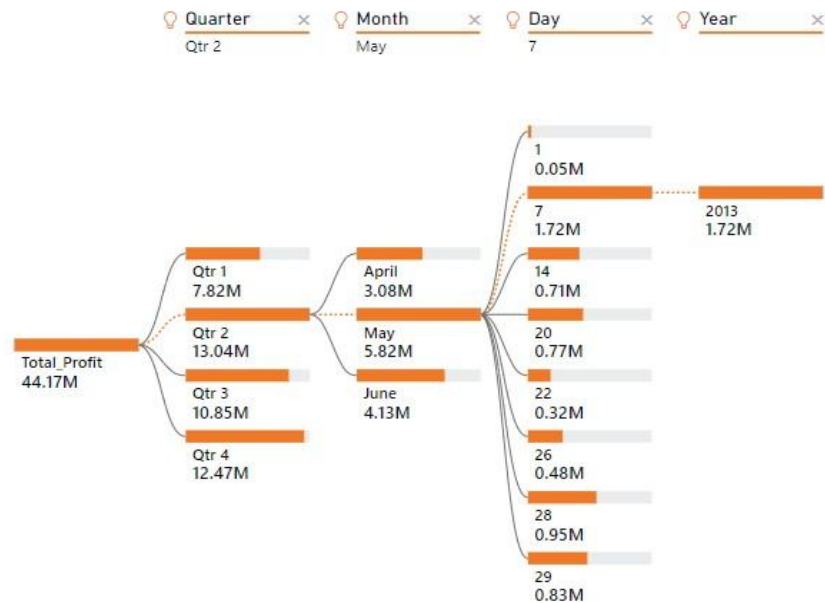 Quarter
Qtr 2
Month
May
Day
7
Year
Total_Profit
44.17M
Qtr 1
7.82M
Qtr 2
13.04M
Qtr 3
10.85M
Qtr 4
12.47M
April
3.08M
May
5.82M
June
4.13M
1
0.05M
7
1.72M
14
0.71M
20
0.77M
22
0.32M
26
0.48M
28
0.95M
29
0.83M
2013
1.72M